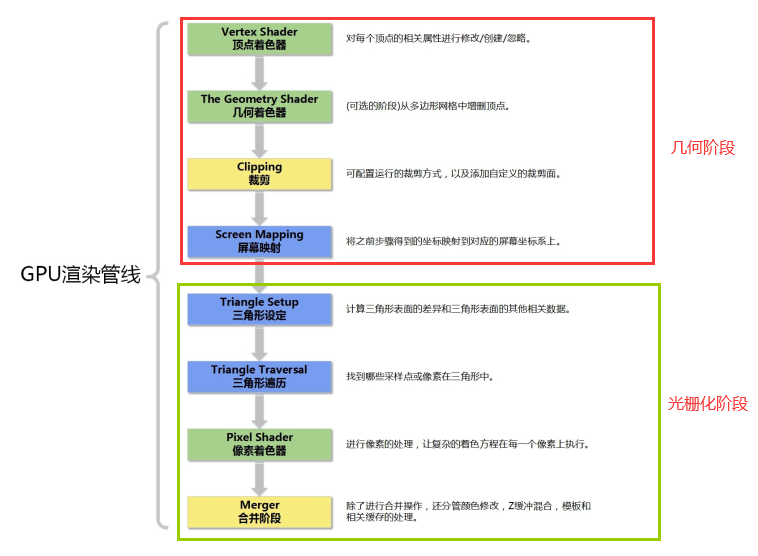 GPU渲染管线
Vertex Shader
顶点着色器
对每个顶点的相关属性进行修改/创建/忽略。
The Geometry Shader
几何着色器
(可选的阶段)从多边形网格中增删顶点。
Clipping
裁剪
可配置运行的裁剪方式，以及添加自定义的裁剪面。
Screen Mapping
屏幕映射
将之前步骤得到的坐标映射到对应的屏幕坐标系上。
几何阶段
Triangle Setup
三角形设定
计算三角形表面的差异和三角形表面的其他相关数据。
Triangle Traversal
三角形遍历
找到哪些采样点或像素在三角形中。
Pixel Shader
像素着色器
进行像素的处理，让复杂的着色方程在每一个像素上执行。
Merger
合并阶段
除了进行合并操作，还分管颜色修改，Z缓冲混合，模板和
相关缓存的处理。
光栅化阶段